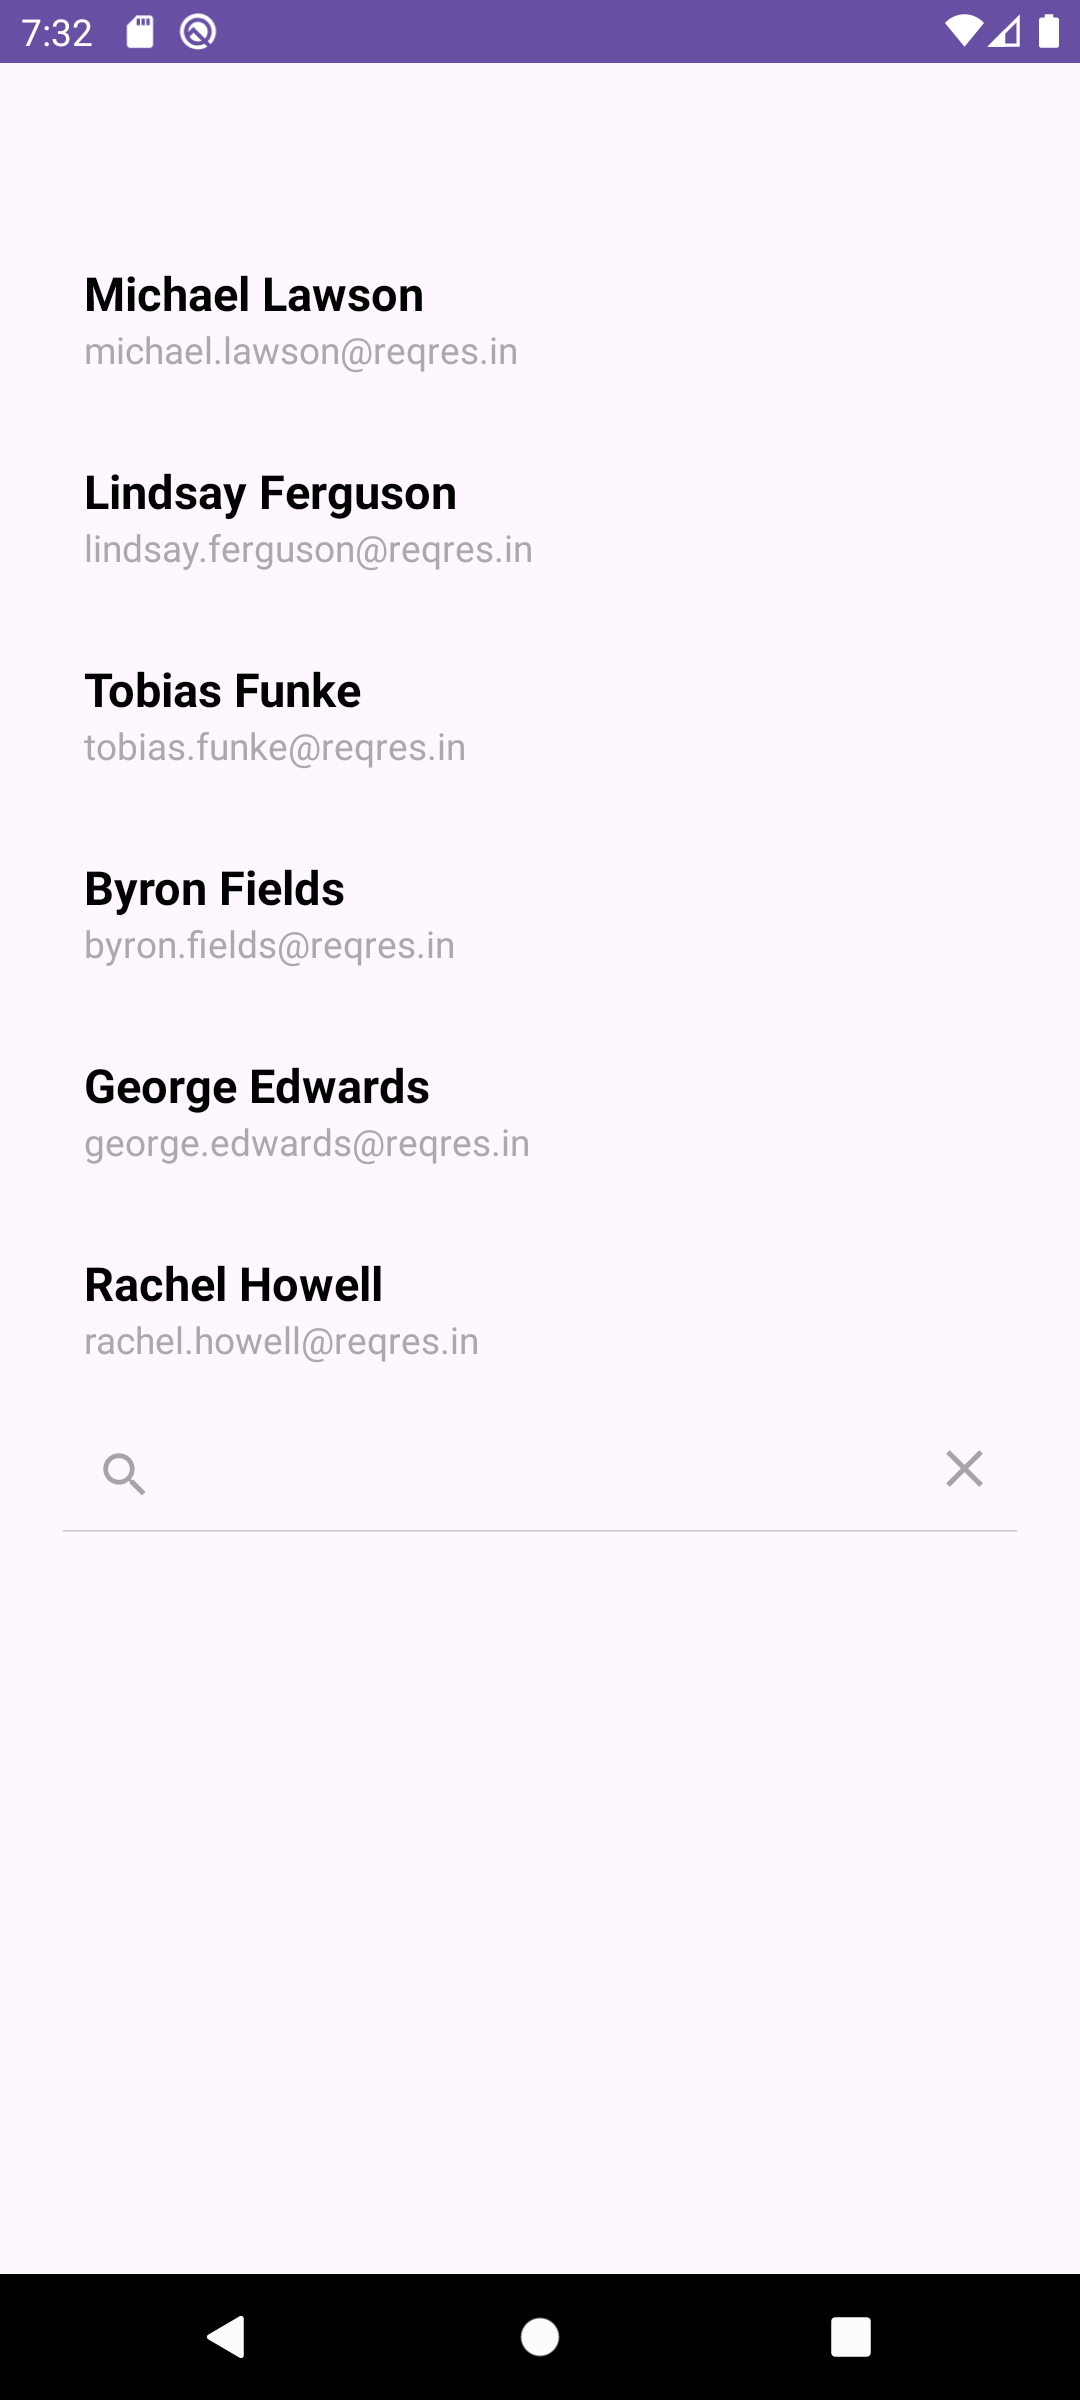 7:32
Michael Lawson
michael.lawson@reqres.in
Lindsay Ferguson
lindsay.ferguson@reqres.in
Tobias Funke
tobias.funke@reqres.in
Byron Fields
byron.fields@reqres.in
George Edwards
george.edwards@reqres.in
Rachel Howell
rachel.howell@reqres.in